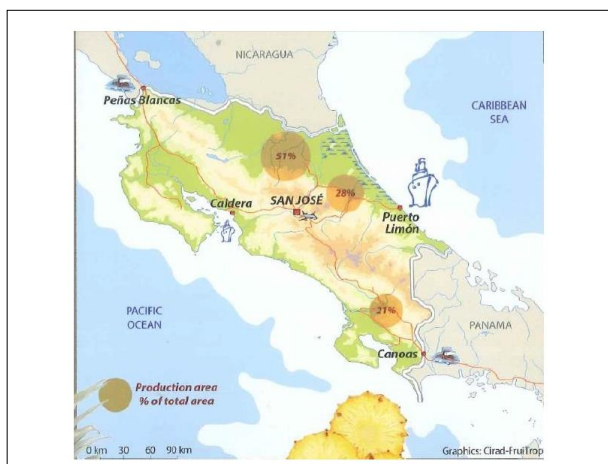 NICARAGUA
Peñas Blancas
CARIBBEAN
SEA
51%
28%
Caldera
SAN JOSÉ
Puerto
Limón
21%
PACIFIC
OCEAN
PANAMA
Canoas
Production area
% of total area
0 km 30 60 90 km
Graphics: Cirad-FruiTrop